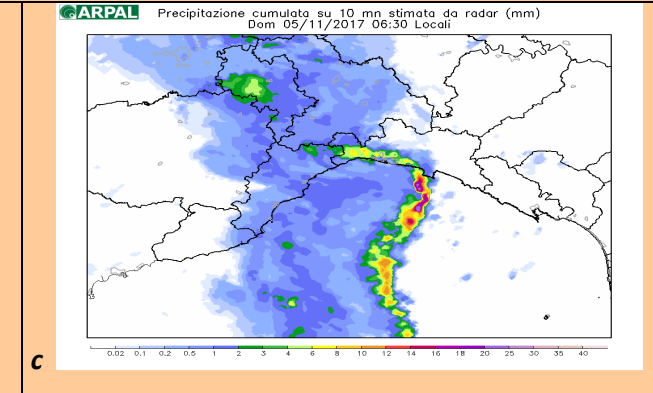 ARPAL
Precipitazione cumulata su 10 mn stimata da radar (mm)
Dom 05/11/2017 06:30 Locali
0.02 0.1 0.2 0.5 1 2 3 4 6 8 10 12 14 16 18 20 25 30 35 40
c